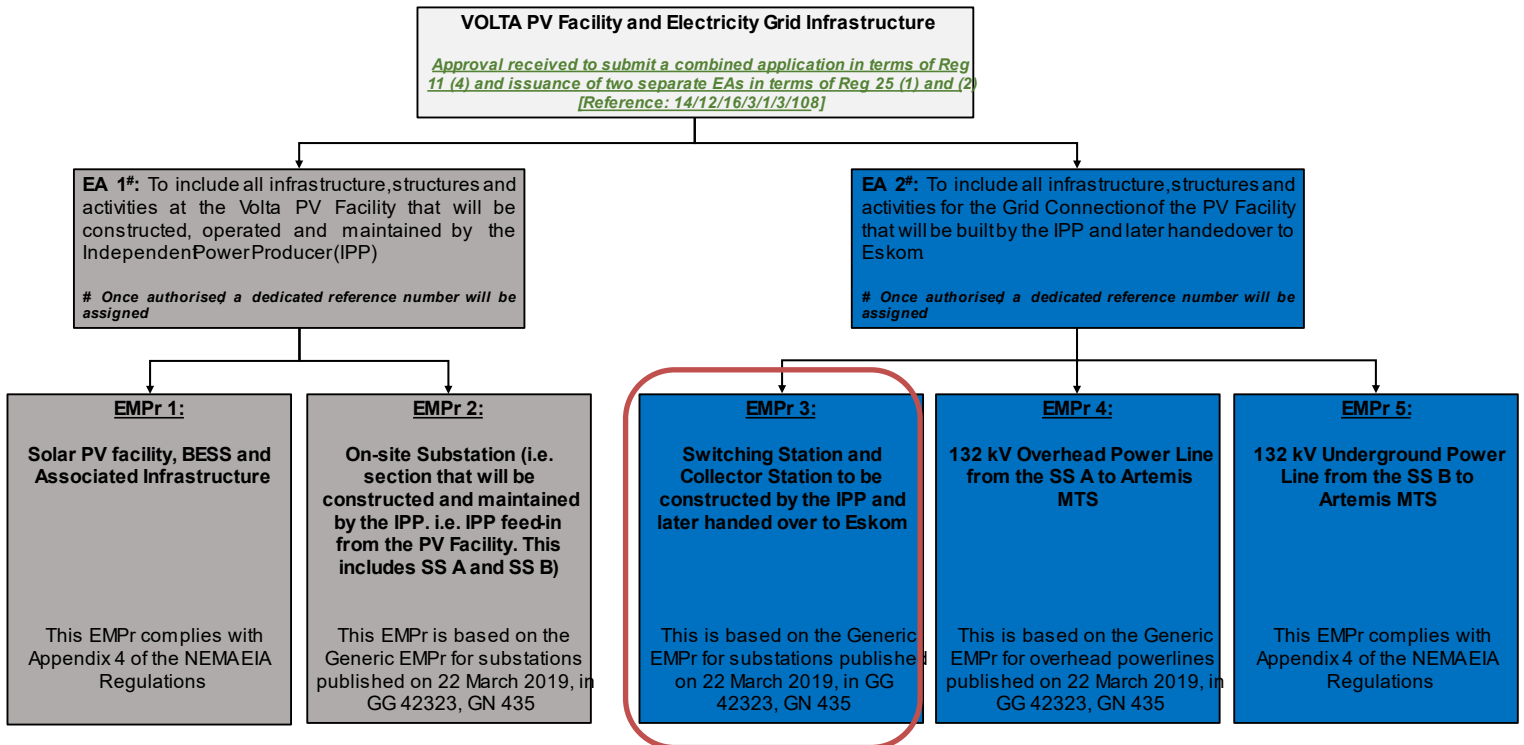 VOLTA PV Facility and Electricity Grid Infrastructure
Approval received to submit a combined application in terms of Reg
11 (4) and issuance of two separate EAs in terms of Reg 25 (1) and (2)
[Reference: 14/12/16/3/1/3/108]
EA 1#: To include all infrastructure, structures and
activities at the Volta PV Facility that will be
constructed, operated and maintained by the
Independent Power Producer (IPP)
# Once authorised, a dedicated reference number will be
assigned
EA 2#: To include all infrastructure, structures and
activities for the Grid Connection of the PV Facility
that will be built by the IPP and later handed over to
Eskom.
# Once authorised, a dedicated reference number will be
assigned
EMPr 1:
Solar PV facility, BESS and
Associated Infrastructure
This EMPr complies with
Appendix 4 of the NEMA EIA
Regulations
EMPr 2:
On-site Substation (i.e.
section that will be
constructed and maintained
by the IPP. i.e. IPP feed-in
from the PV Facility. This
includes SS A and SS B)
This EMPr is based on the
Generic EMPr for substations
published on 22 March 2019, in
GG 42323, GN 435
EMPr 3:
Switching Station and
Collector Station to be
constructed by the IPP and
later handed over to Eskom
This is based on the Generic
EMPr for substations published
on 22 March 2019, in GG
42323, GN 435
EMPr 4:
132 kV Overhead Power Line
from the SS A to Artemis
MTS
This is based on the Generic
EMPr for overhead powerlines
published on 22 March 2019, in
GG 42323, GN 435
EMPr 5:
132 kV Underground Power
Line from the SS B to
Artemis MTS
This EMPr complies with
Appendix 4 of the NEMA EIA
Regulations